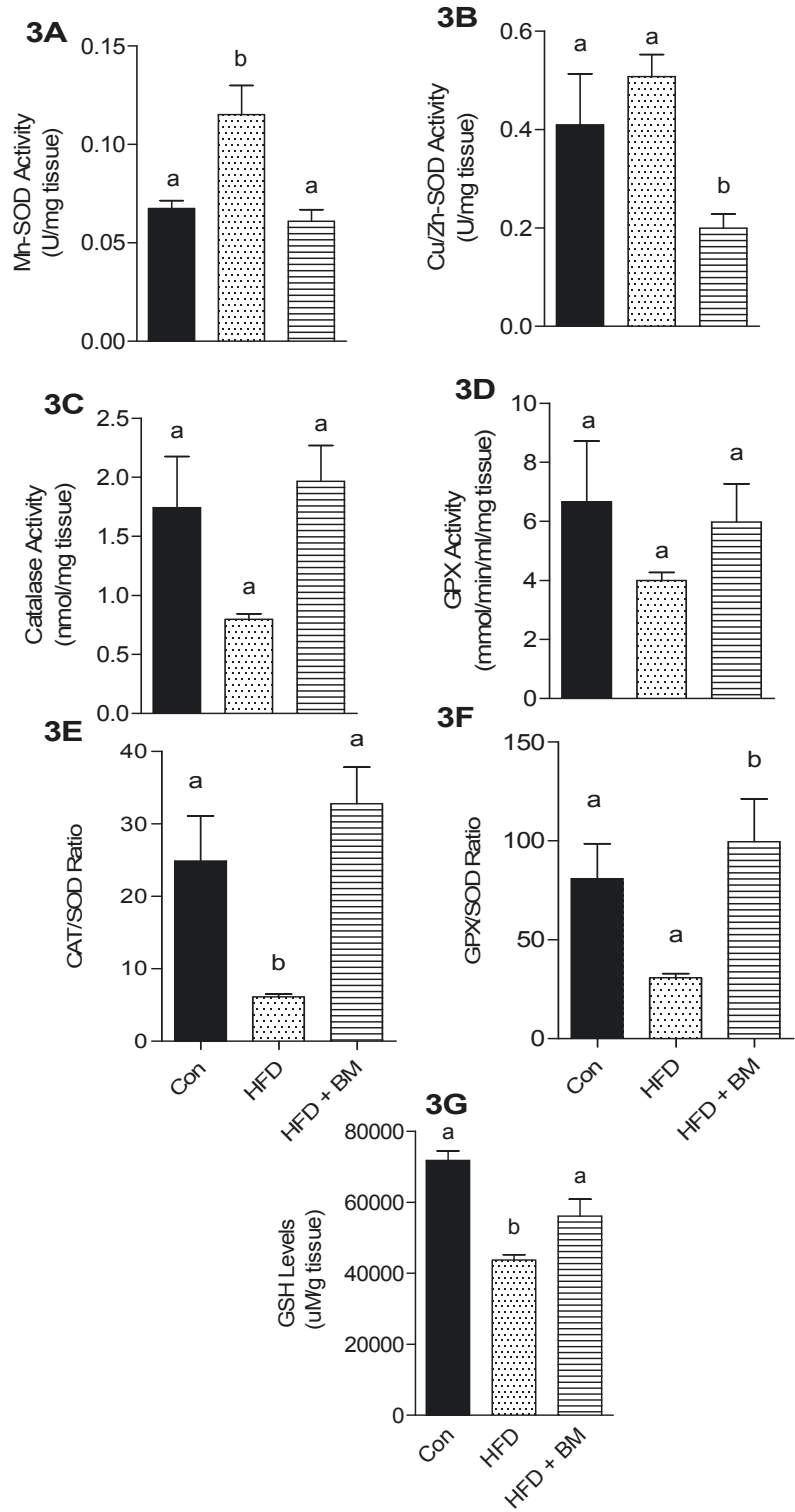 3A
Mn-SOD Activity
(U/mg tissue)
0.15
0.10
0.05
0.00
a
b
a
3B
Cu/Zn-SOD Activity
(U/mg tissue)
0.6
0.4
0.2
0.0
a
a
b
3C
Catalase Activity
(nmol/mg tissue)
2.5
2.0
1.5
1.0
0.5
0.0
a
a
a
3D
GPX Activity
(mmol/min/ml/mg tissue)
10
8
6
4
2
0
a
a
a
3E
CAT/SOD Ratio
40
30
20
10
0
a
b
a
Con
HFD
HFD + BM
3F
GPX/SOD Ratio
150
100
50
0
a
a
b
Con
HFD
HFD + BM
3G
GSH Levels
(uM/g tissue)
80000
60000
40000
20000
0
a
b
a
Con
HFD
HFD + BM